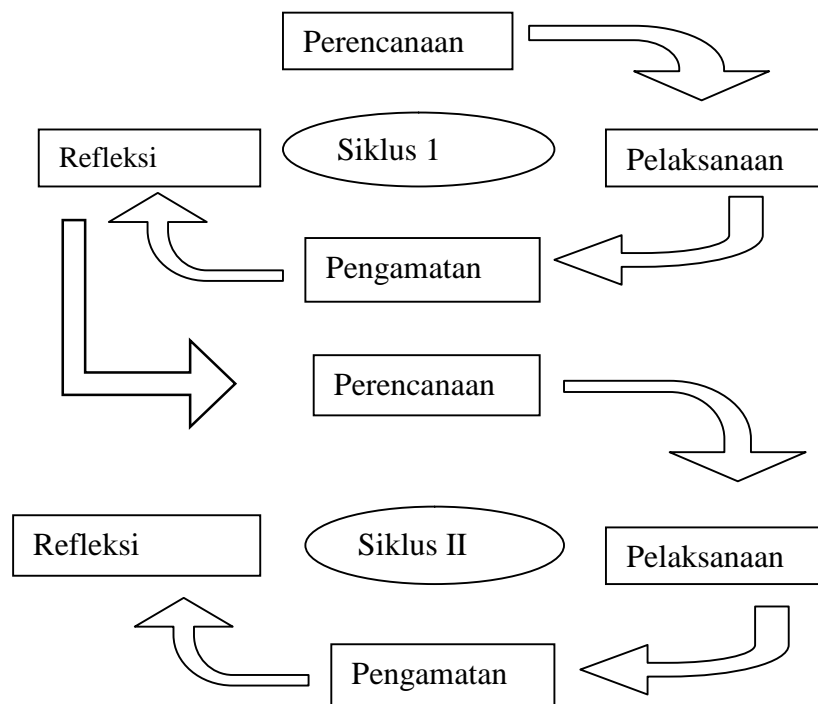 Perencanaan
Refleksi
Siklus 1
Pelaksanaan
Pengamatan
Perencanaan
Refleksi
Siklus II
Pelaksanaan
Pengamatan